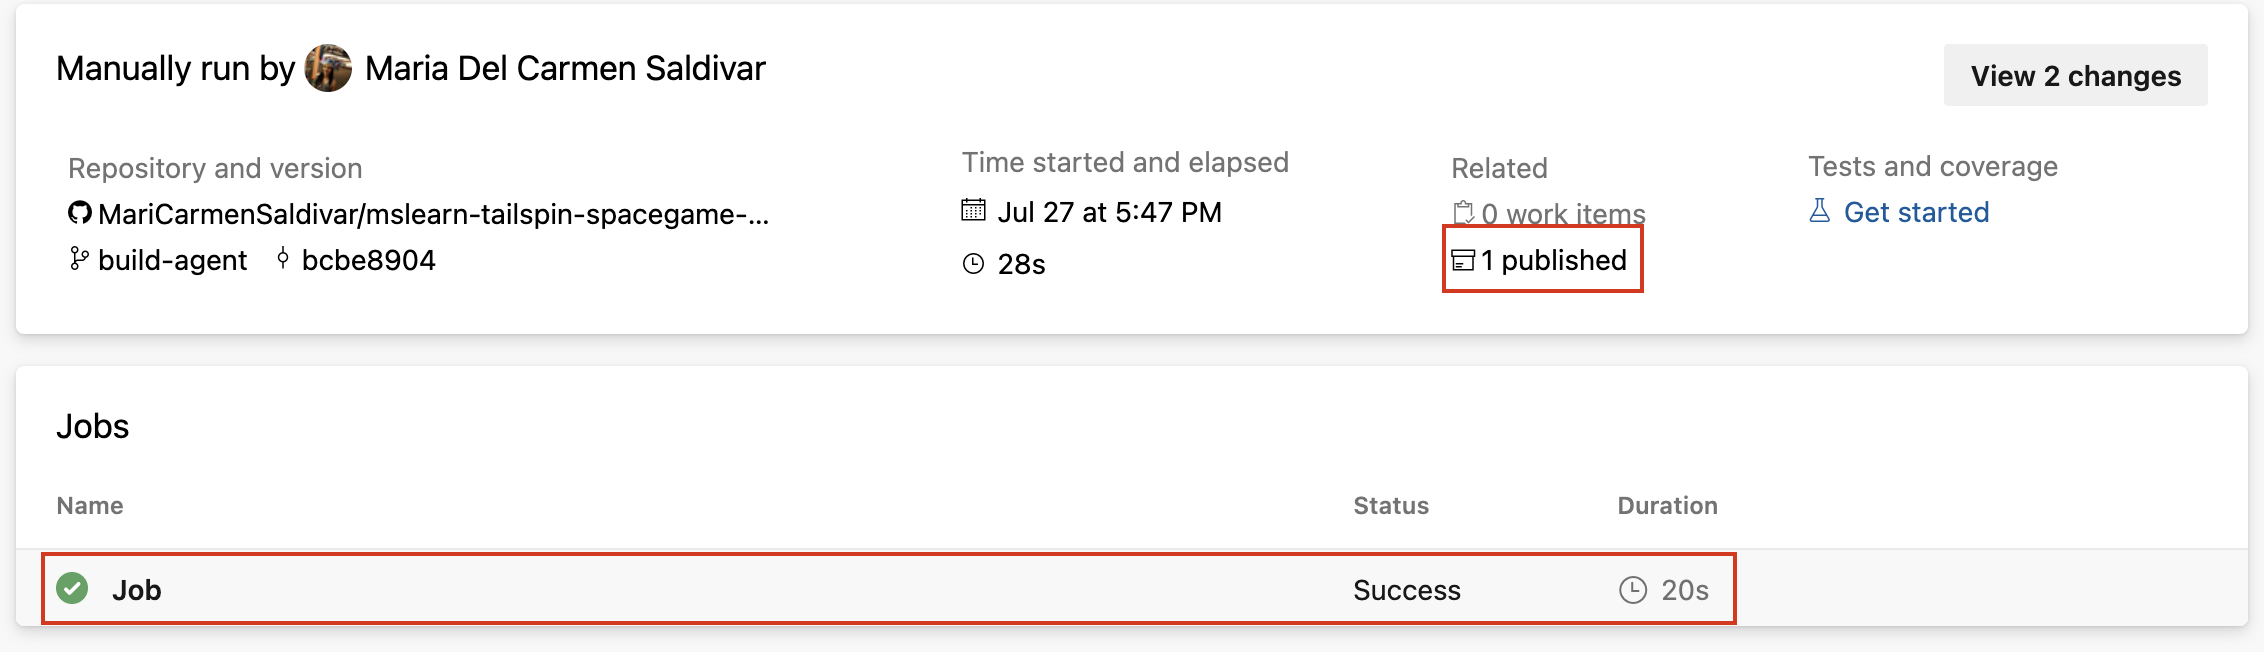 Manually run by Maria Del Carmen Saldivar
View 2 changes
Repository and version
MariCarmenSaldivar/mslearn-tailspin-spacegame-...
build-agent bcbe8904
Time started and elapsed
Jul 27 at 5:47 PM
28s
Related
0 work items
1 published
Tests and coverage
Get started
Jobs
Name Status Duration
Job Success 20s